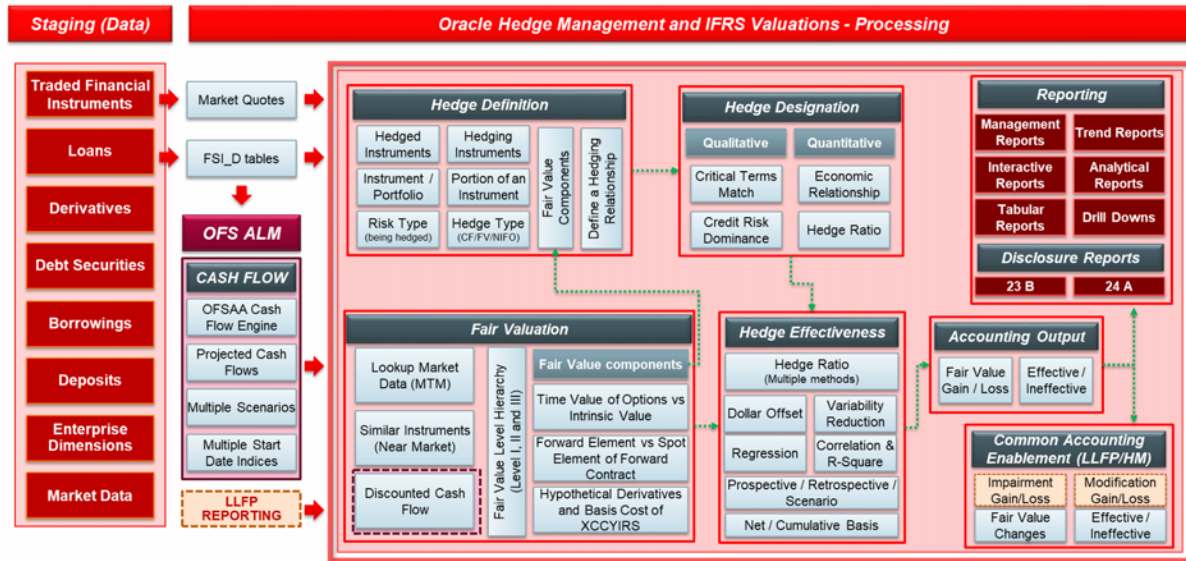 Staging (Data)
Oracle Hedge Management and IFRS Valuations - Processing
Traded Financial
Instruments
Loans
Derivatives
Debt Securities
Borrowings
Deposits
Enterprise
Dimensions
Market Data
Market Quotes
FSI_D tables
OFS ALM
CASH FLOW
OFSAA Cash
Flow Engine
Projected Cash
Flows
Multiple Scenarios
Multiple Start
Date Indices
LLFP
REPORTING
Hedge Definition
Hedged
Instruments
Hedging
Instruments
Instrument /
Portfolio
Portion of an
Instrument
Risk Type
(being hedged)
Hedge Type
(CF/FV/NIFO)
Fair Value
Components
Define a Hedging
Relationship
Hedge Designation
Qualitative
Quantitative
Critical Terms
Match
Economic
Relationship
Credit Risk
Dominance
Hedge Ratio
Fair Valuation
Lookup Market
Data (MTM)
Similar Instruments
(Near Market)
Discounted Cash
Flow
Fair Value Level Hierarchy
(Level I, II and III)
Fair Value components
Time Value of Options vs
Intrinsic Value
Forward Element vs Spot
Element of Forward
Contract
Hypothetical Derivatives
and Basis Cost of
XCCYIRS
Hedge Effectiveness
Hedge Ratio
(Multiple methods)
Dollar Offset
Variability
Reduction
Regression
Correlation &
R-Square
Prospective / Retrospective /
Scenario
Net / Cumulative Basis
Accounting Output
Fair Value
Gain / Loss
Effective /
Ineffective
Reporting
Management
Reports
Trend Reports
Interactive
Reports
Analytical
Reports
Tabular
Reports
Drill Downs
Disclosure Reports
23 B
24 A
Common Accounting
Enablement (LLFP/HM)
Impairment
Gain/Loss
Modification
Gain/Loss
Fair Value
Changes
Effective /
Ineffective